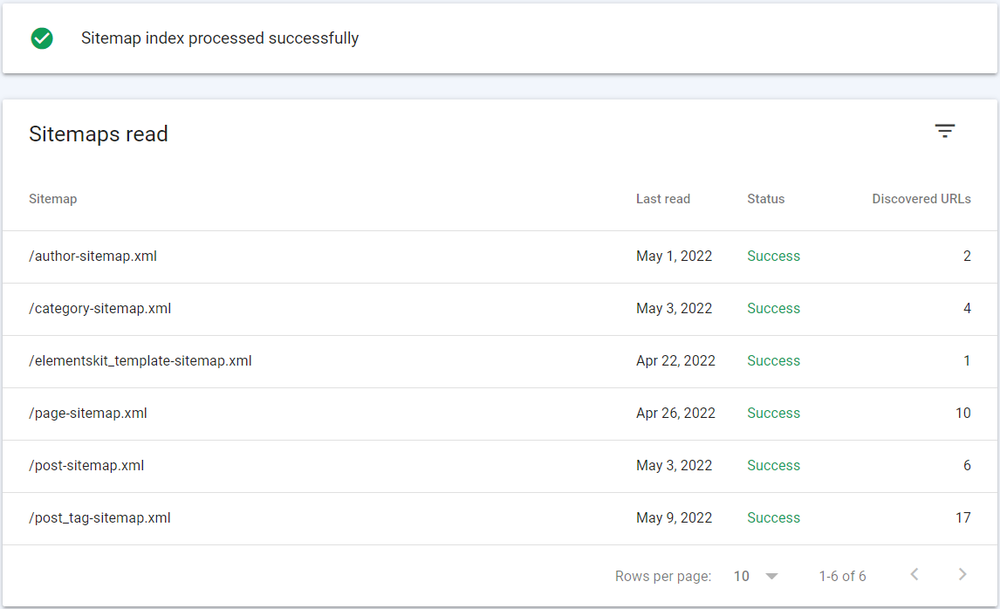 Sitemap index processed successfully
Sitemaps read
Sitemap Last read Status Discovered URLs
/author-sitemap.xml May 1, 2022 Success 2
/category-sitemap.xml May 3, 2022 Success 4
/elementskit_template-sitemap.xml Apr 22, 2022 Success 1
/page-sitemap.xml Apr 26, 2022 Success 10
/post-sitemap.xml May 3, 2022 Success 6
/post_tag-sitemap.xml May 9, 2022 Success 17
Rows per page: 10 1-6 of 6